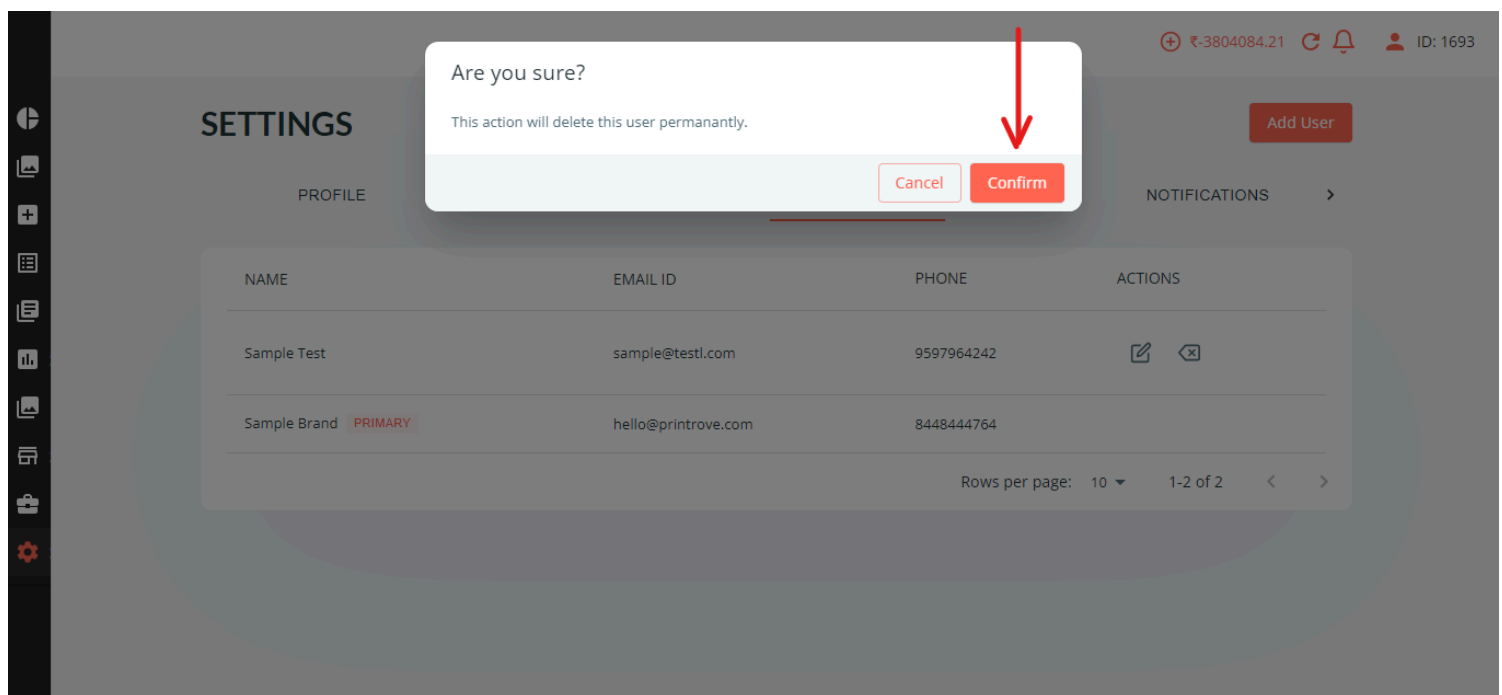 ₹-3804084.21 ID: 1693
Are you sure?
This action will delete this user permanantly.
Cancel Confirm
SETTINGS Add User
PROFILE NOTIFICATIONS
NAME EMAIL ID PHONE ACTIONS
Sample Test sample@testl.com 9597964242
Sample Brand PRIMARY hello@printrove.com 8448444764
Rows per page: 10 1-2 of 2